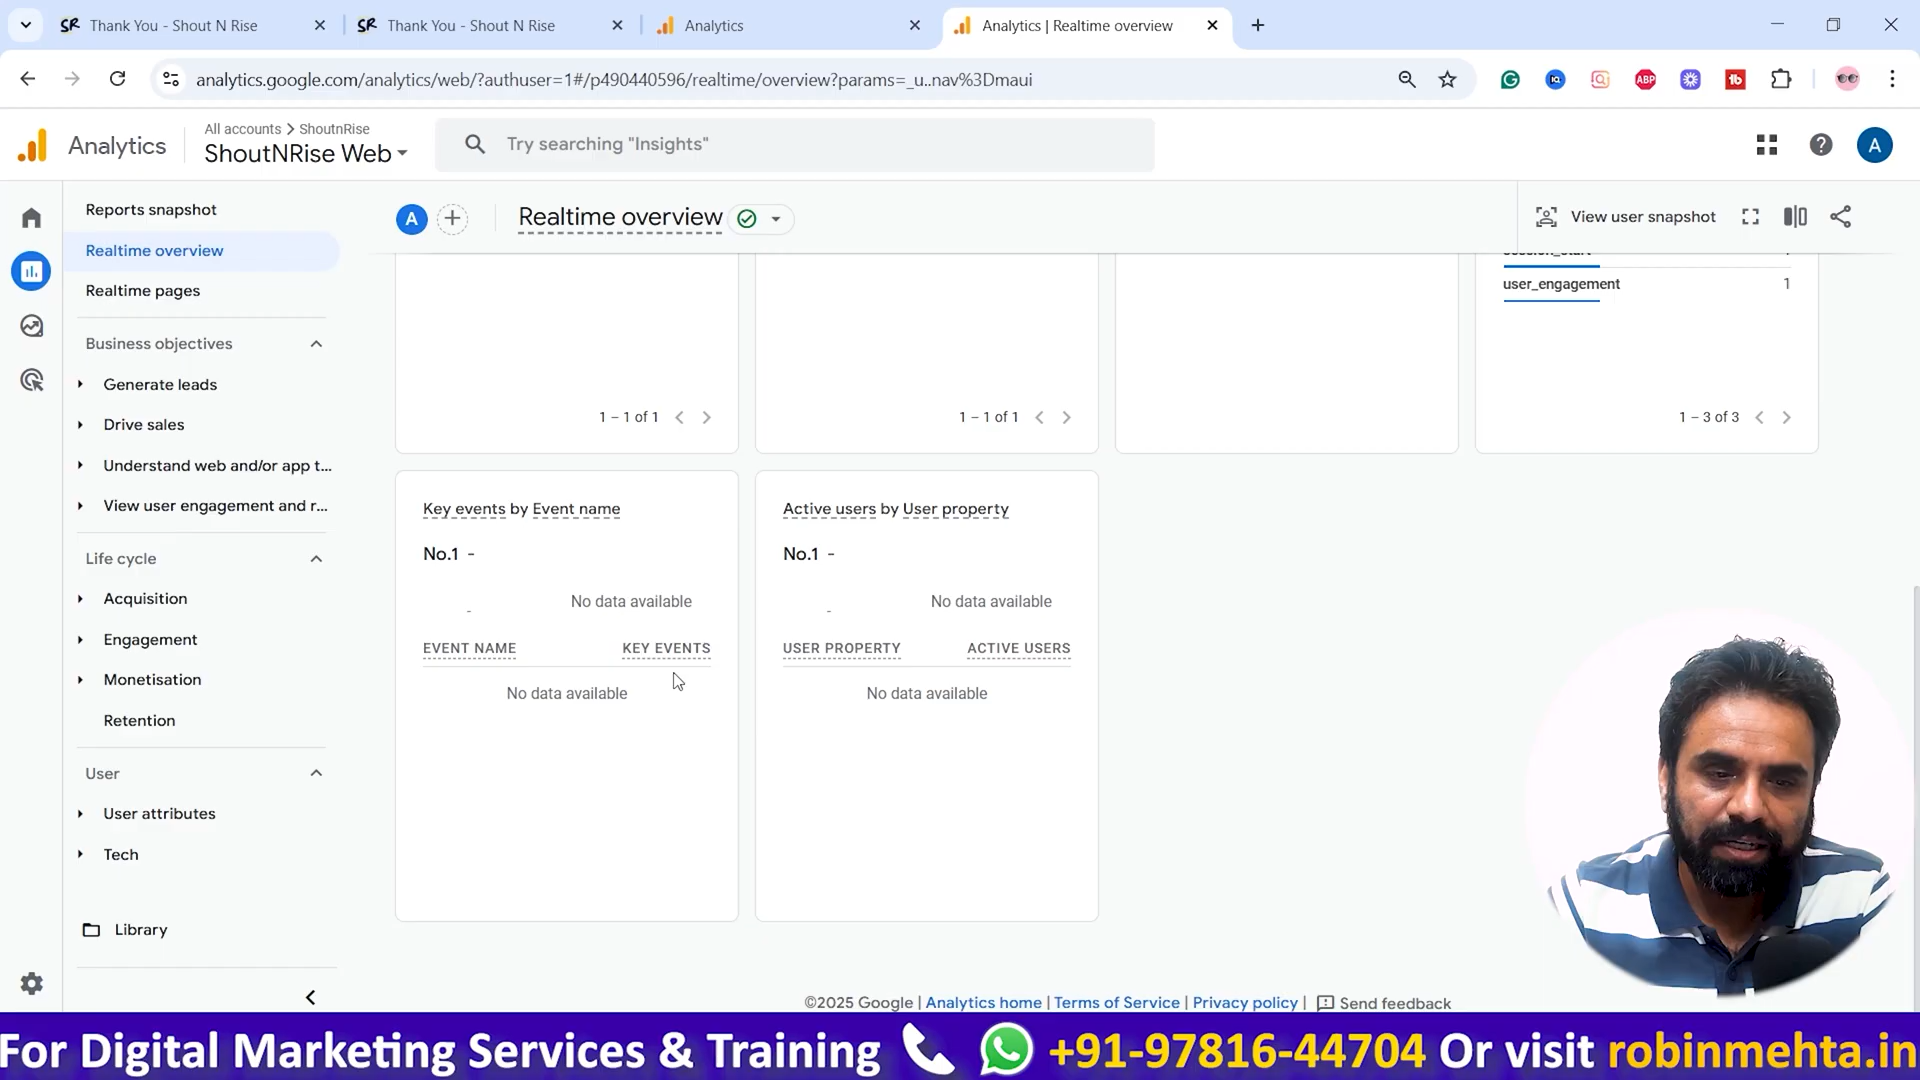 Thank You - Shout N Rise
Thank You - Shout N Rise
Analytics
Analytics | Realtime overview
analytics.google.com/analytics/web/?authuser=1#/p490440596/realtime/overview?params=_u..nav%3Dmaui
Analytics
All accounts > ShoutnRise
ShoutNRise Web
Try searching "Insights"
A
Reports snapshot
Realtime overview
Realtime pages
Business objectives
Generate leads
Drive sales
Understand web and/or app t...
View user engagement and r...
Life cycle
Acquisition
Engagement
Monetisation
Retention
User
User attributes
Tech
Library
A
Realtime overview
View user snapshot
session_start
user_engagement 1
1 – 1 of 1
1 – 1 of 1
1 – 3 of 3
Key events by Event name
No.1 -
-
No data available
EVENT NAME KEY EVENTS
No data available
Active users by User property
No.1 -
-
No data available
USER PROPERTY ACTIVE USERS
No data available
©2025 Google | Analytics home | Terms of Service | Privacy policy | Send feedback
For Digital Marketing Services & Training +91-97816-44704 Or visit robinmehta.in